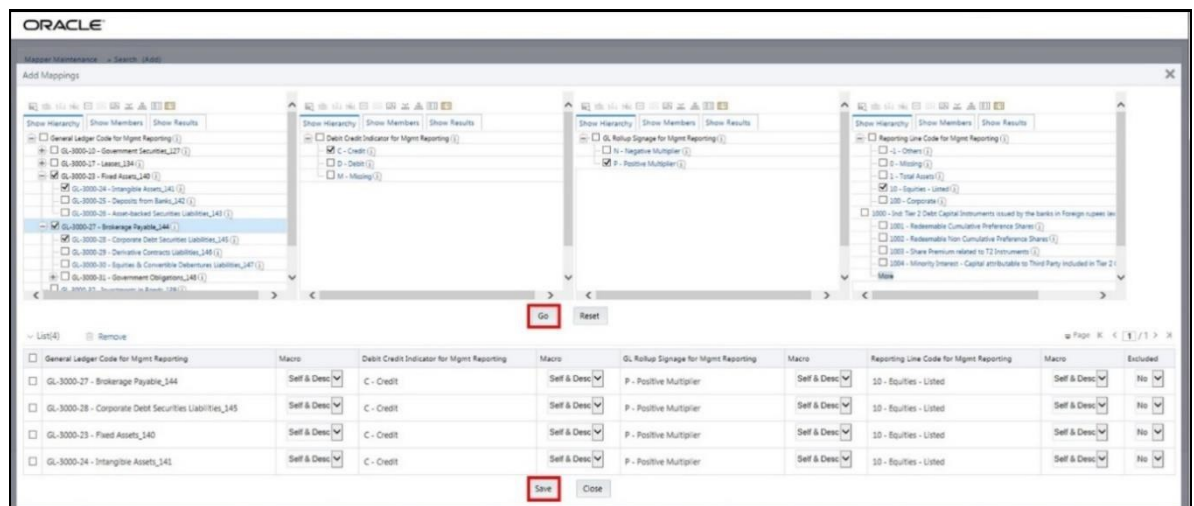 ORACLE
Mapper Maintenance » Search (Add)
Add Mappings
Show Hierarchy Show Members Show Results
General Ledger Code for Mgmt Reporting
GL-3000-10 - Government Securities_127
GL-3000-17 - Leases_134
GL-3000-23 - Fixed Assets_140
GL-3000-24 - Intangible Assets_141
GL-3000-25 - Deposits from Banks_142
GL-3000-26 - Asset-backed Securities Liabilities_143
GL-3000-27 - Brokerage Payable_144
GL-3000-28 - Corporate Debt Securities Liabilities_145
GL-3000-29 - Derivative Contracts Liabilities_146
GL-3000-30 - Equities & Convertible Debentures Liabilities_147
GL-3000-31 - Government Obligations_148
Show Hierarchy Show Members Show Results
Debit Credit Indicator for Mgmt Reporting
C - Credit
D - Debit
M - Missing
Show Hierarchy Show Members Show Results
GL Rollup Signage for Mgmt Reporting
N - Negative Multiplier
P - Positive Multiplier
Show Hierarchy Show Members Show Results
Reporting Line Code for Mgmt Reporting
-1 - Others
0 - Missing
1 - Total Assets
10 - Equities - Listed
100 - Corporate
1000 - Ind: Tier 2 Debt Capital Instruments issued by the banks in Foreign rupees
1001 - Redeemable Cumulative Preference Shares
1002 - Redeemable Non Cumulative Preference Shares
1003 - Share Premium related to T2 Instruments
1004 - Minority Interest - Capital attributable to Third Party included in Tier 2
More
Go Reset
List(4) Remove Page 1 / 1
General Ledger Code for Mgmt Reporting Macro Debit Credit Indicator for Mgmt Reporting Macro GL Rollup Signage for Mgmt Reporting Macro Reporting Line Code for Mgmt Reporting Macro Excluded
GL-3000-27 - Brokerage Payable_144 Self & Desc C - Credit Self & Desc P - Positive Multiplier Self & Desc 10 - Equities - Listed Self & Desc No
GL-3000-28 - Corporate Debt Securities Liabilities_145 Self & Desc C - Credit Self & Desc P - Positive Multiplier Self & Desc 10 - Equities - Listed Self & Desc No
GL-3000-23 - Fixed Assets_140 Self & Desc C - Credit Self & Desc P - Positive Multiplier Self & Desc 10 - Equities - Listed Self & Desc No
GL-3000-24 - Intangible Assets_141 Self & Desc C - Credit Self & Desc P - Positive Multiplier Self & Desc 10 - Equities - Listed Self & Desc No
Save Close